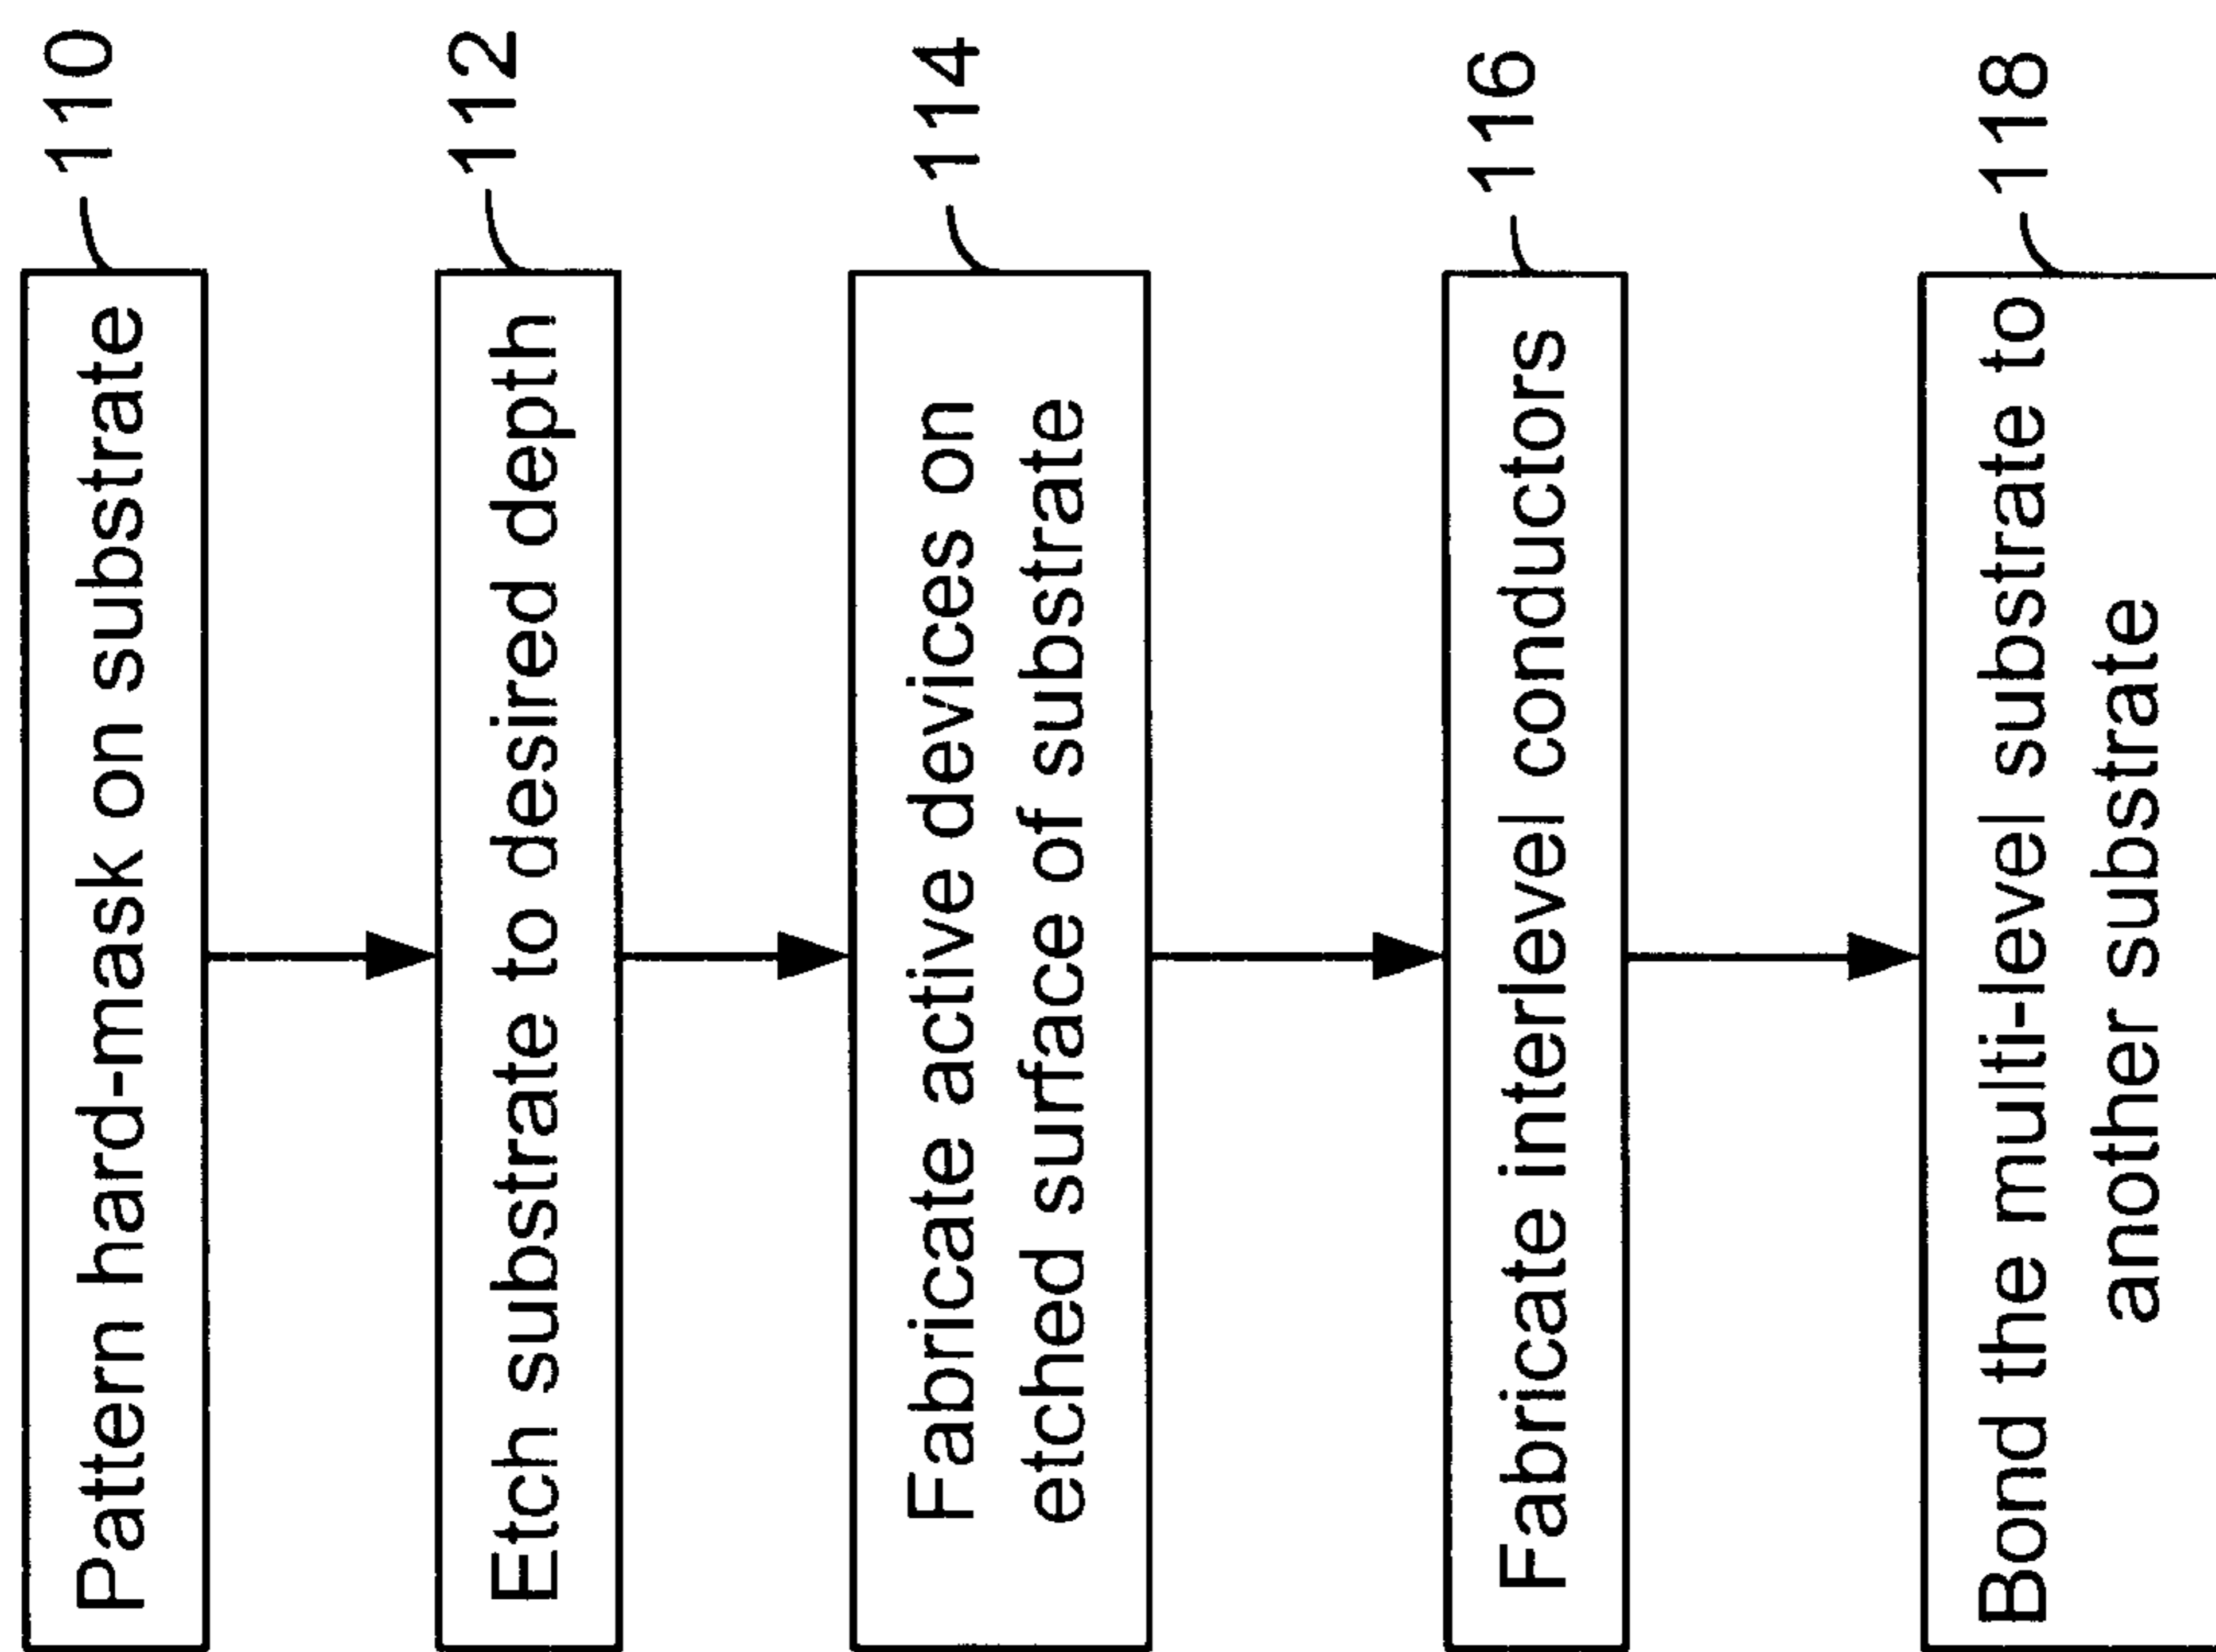 Pattern hard-mask on substrate
110
Etch substrate to desired depth
112
Fabricate active devices on
etched surface of substrate
114
Fabricate interlevel conductors
116
Bond the multi-level substrate to
another substrate
118